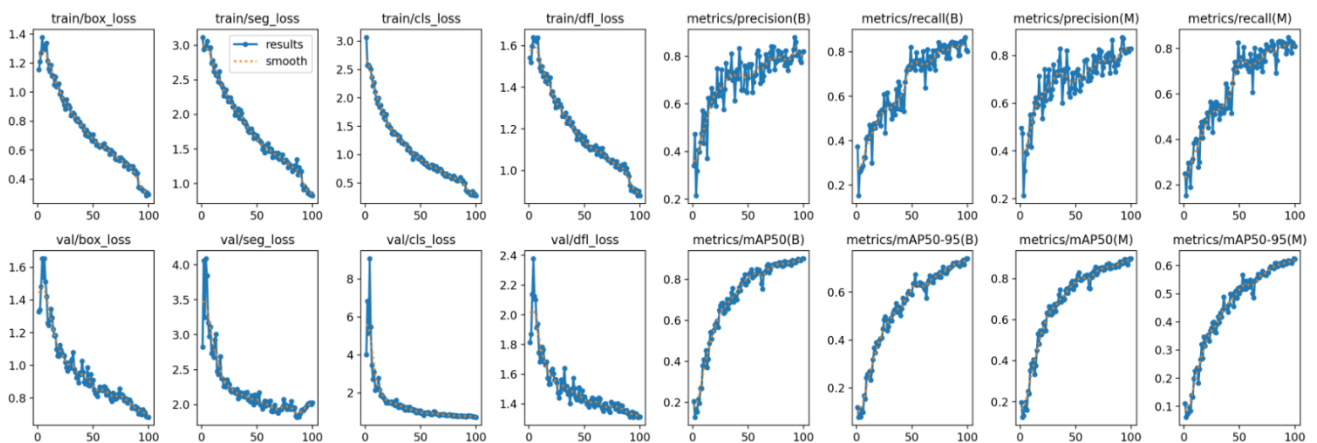 train/box_loss train/seg_loss train/cls_loss train/dfl_loss metrics/precision(B) metrics/recall(B) metrics/precision(M) metrics/recall(M)
1.4 1.2 1.0 0.8 0.6 0.4
0 50 100
3.0 2.5 2.0 1.5 1.0
results
smooth
0 50 100
3.0 2.5 2.0 1.5 1.0 0.5
0 50 100
1.6 1.4 1.2 1.0
0 50 100
0.8 0.6 0.4 0.2
0 50 100
0.8 0.6 0.4 0.2
0 50 100
0.8 0.6 0.4 0.2
0 50 100
0.8 0.6 0.4 0.2
0 50 100
val/box_loss val/seg_loss val/cls_loss val/dfl_loss metrics/mAP50(B) metrics/mAP50-95(B) metrics/mAP50(M) metrics/mAP50-95(M)
1.6 1.4 1.2 1.0 0.8
0 50 100
4.0 3.5 3.0 2.5 2.0
0 50 100
8 6 4 2
0 50 100
2.4 2.2 2.0 1.8 1.6 1.4
0 50 100
0.8 0.6 0.4 0.2
0 50 100
0.6 0.4 0.2
0 50 100
0.8 0.6 0.4 0.2
0 50 100
0.6 0.5 0.4 0.3 0.2 0.1
0 50 100